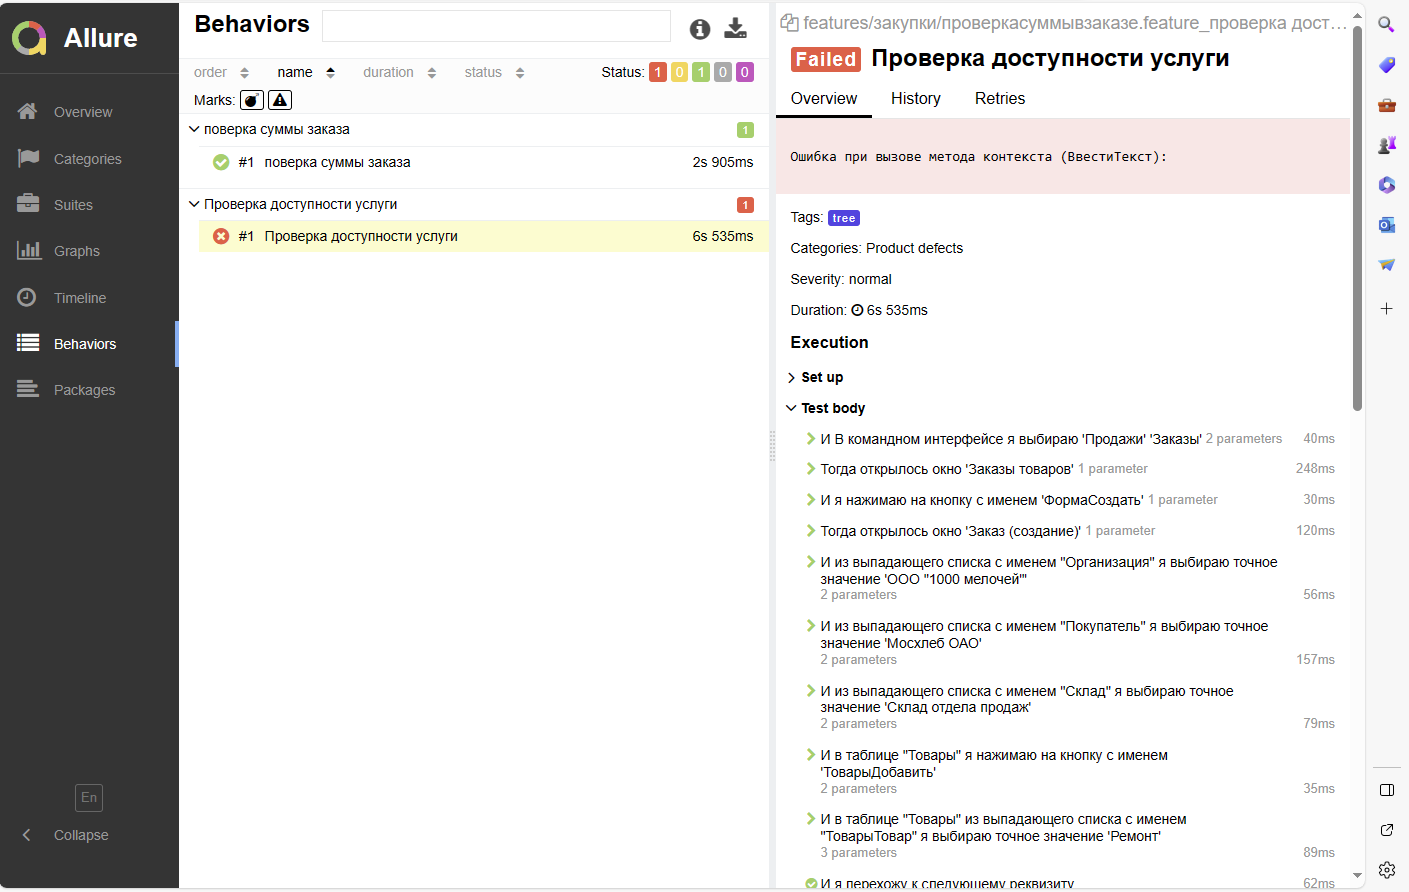 Allure
Overview
Categories
Suites
Graphs
Timeline
Behaviors
Packages
En
Collapse
Behaviors
order name duration status Status: 1 0 1 0 0
Marks:
поверка суммы заказа 1
#1 поверка суммы заказа 2s 905ms
Проверка доступности услуги 1
#1 Проверка доступности услуги 6s 535ms
features/закупки/проверкасуммывзаказе.feature_проверка дост...
Failed Проверка доступности услуги
Overview History Retries
Ошибка при вызове метода контекста (ВвестиТекст):
Tags: tree
Categories: Product defects
Severity: normal
Duration: 6s 535ms
Execution
Set up
Test body
И В командном интерфейсе я выбираю 'Продажи' 'Заказы' 2 parameters 40ms
Тогда открылось окно 'Заказы товаров' 1 parameter 248ms
И я нажимаю на кнопку с именем 'ФормаСоздать' 1 parameter 30ms
Тогда открылось окно 'Заказ (создание)' 1 parameter 120ms
И из выпадающего списка с именем "Организация" я выбираю точное
значение 'ООО "1000 мелочей"'
2 parameters 56ms
И из выпадающего списка с именем "Покупатель" я выбираю точное
значение 'Мосхлеб ОАО'
2 parameters 157ms
И из выпадающего списка с именем "Склад" я выбираю точное
значение 'Склад отдела продаж'
2 parameters 79ms
И в таблице "Товары" я нажимаю на кнопку с именем
'ТоварыДобавить'
2 parameters 35ms
И в таблице "Товары" из выпадающего списка с именем
"ТоварыТовар" я выбираю точное значение 'Ремонт'
3 parameters 89ms
И я перехожу к следующему реквизиту 62ms